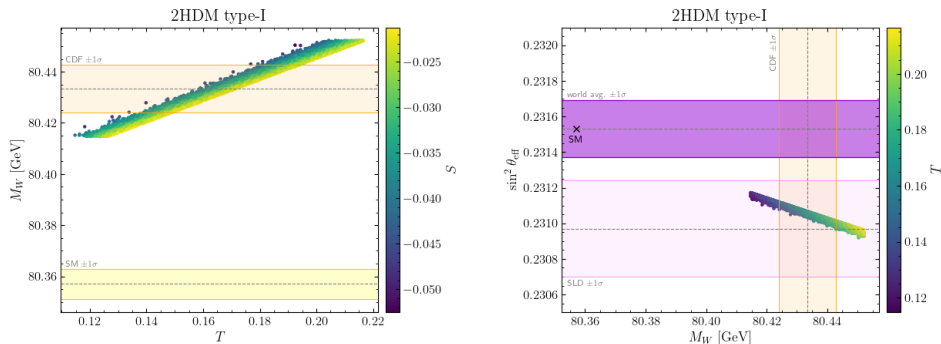 2HDM type-I
CDF ±1σ
SM ±1σ
80.44
80.42
80.40
80.38
80.36
M_W [GeV]
0.12
0.14
0.16
0.18
0.20
0.22
T
−0.020
−0.025
−0.030
−0.035
−0.040
−0.045
−0.050
S
2HDM type-I
CDF ±1σ
world avg. ±1σ
SM
SLD ±1σ
0.2320
0.2318
0.2316
0.2314
0.2312
0.2310
0.2308
0.2306
sin² θ_eff
80.36
80.38
80.40
80.42
80.44
M_W [GeV]
0.20
0.18
0.16
0.14
0.12
T